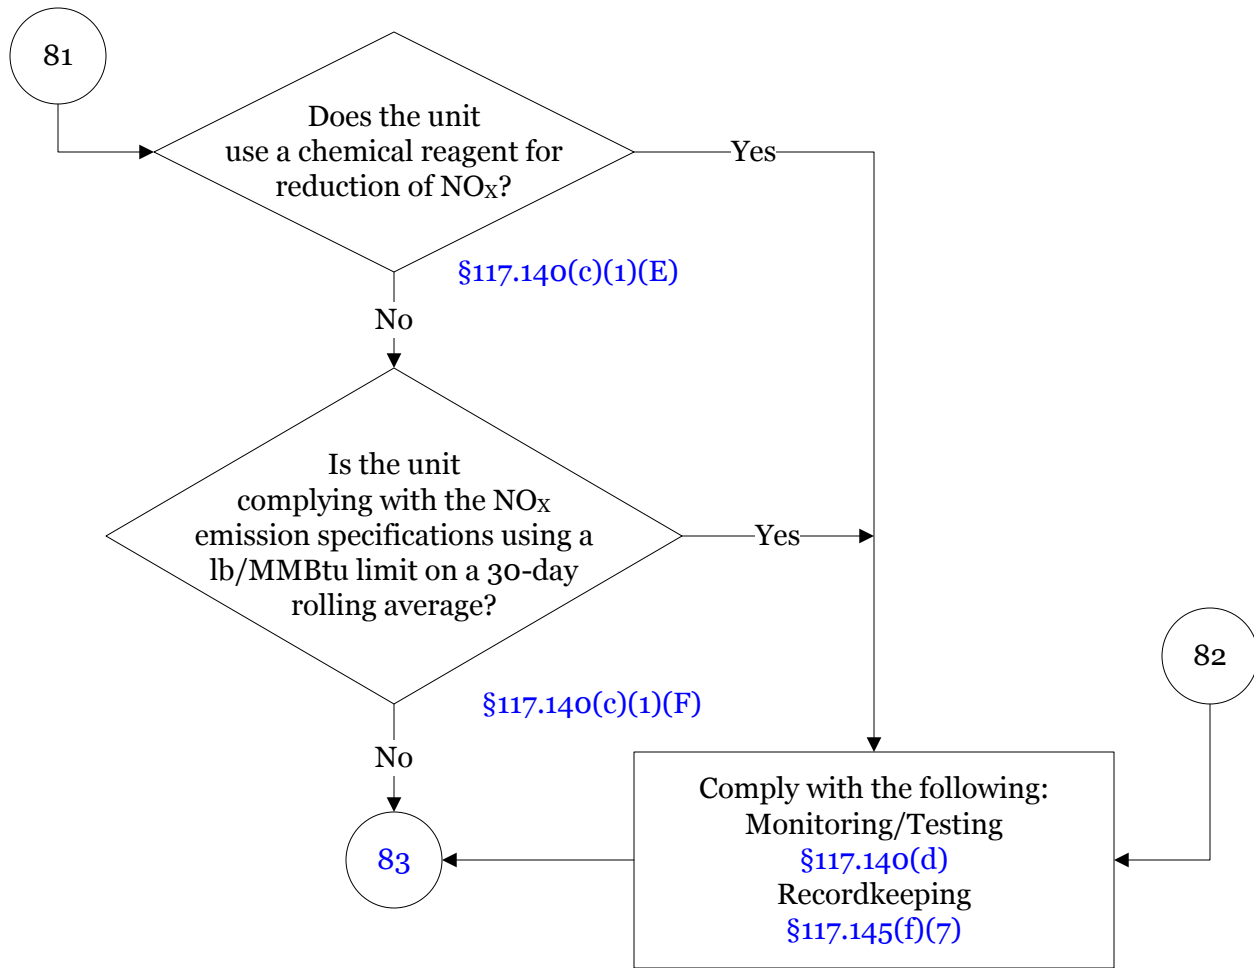 81
Does the unit
use a chemical reagent for
reduction of NOX?
Yes
§117.140(c)(1)(E)
No
Is the unit
complying with the NOX
emission specifications using a
lb/MMBtu limit on a 30-day
rolling average?
Yes
82
§117.140(c)(1)(F)
No
Comply with the following:
Monitoring/Testing
§117.140(d)
Recordkeeping
§117.145(f)(7)
83